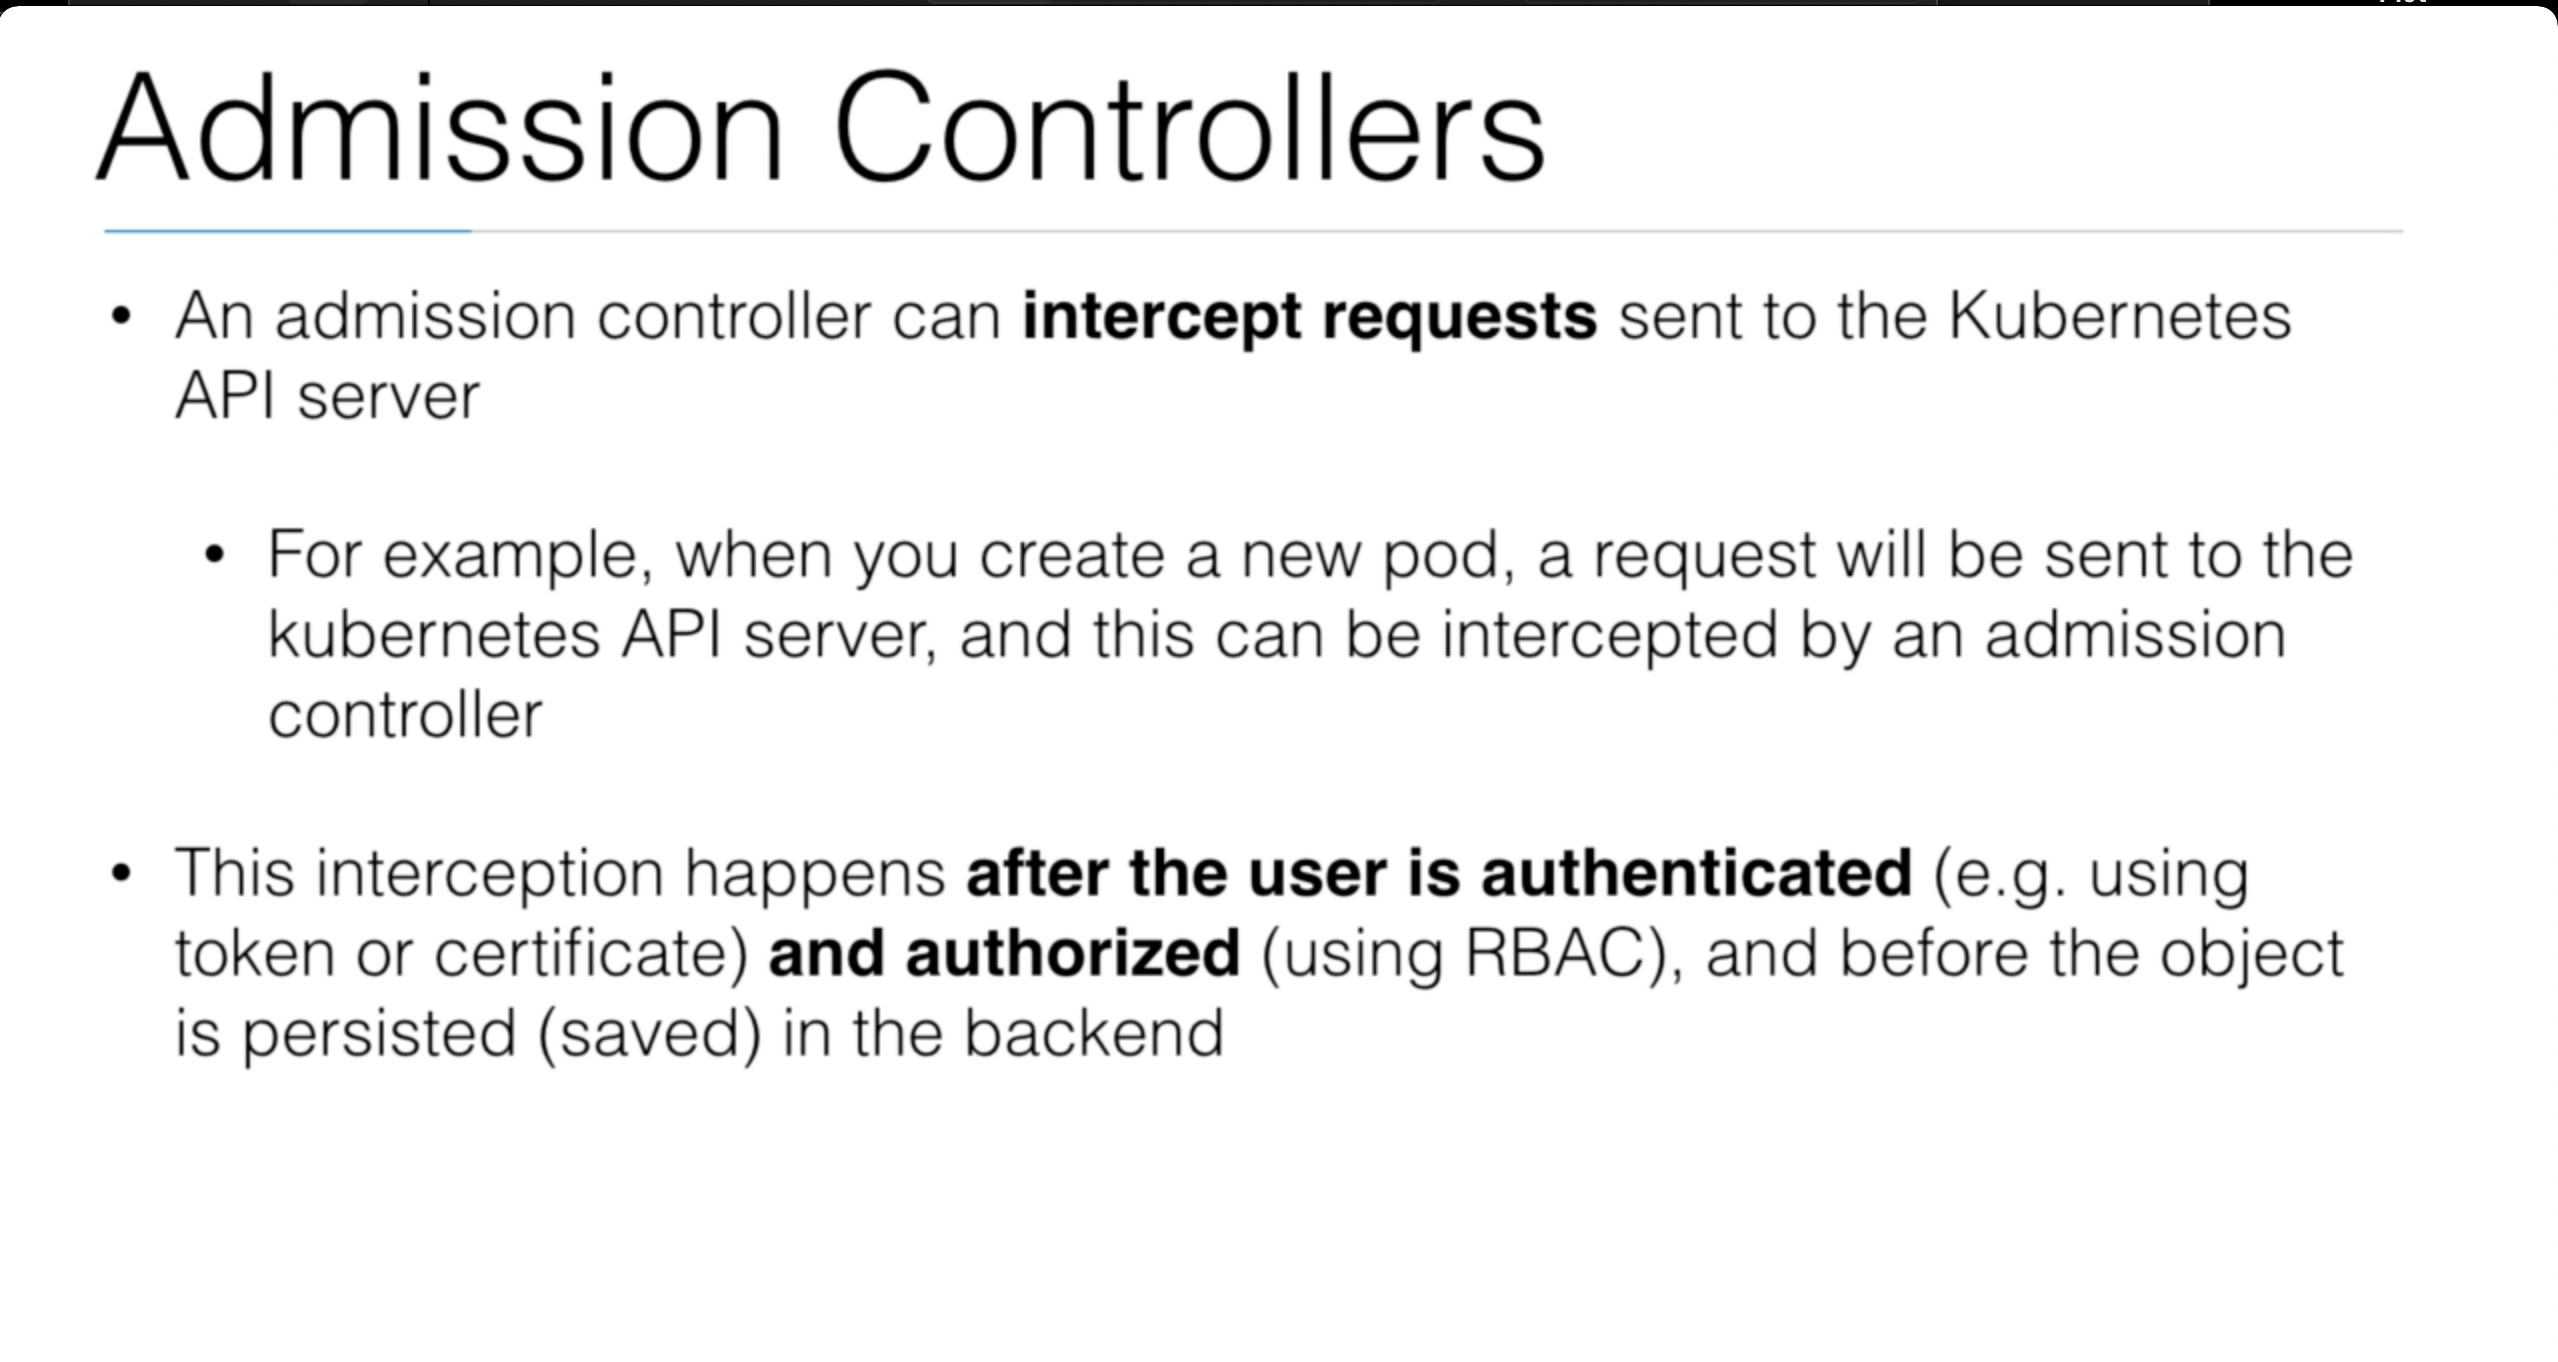 Admission Controllers
• An admission controller can intercept requests sent to the Kubernetes
API server
• For example, when you create a new pod, a request will be sent to the
kubernetes API server, and this can be intercepted by an admission
controller
• This interception happens after the user is authenticated (e.g. using
token or certificate) and authorized (using RBAC), and before the object
is persisted (saved) in the backend